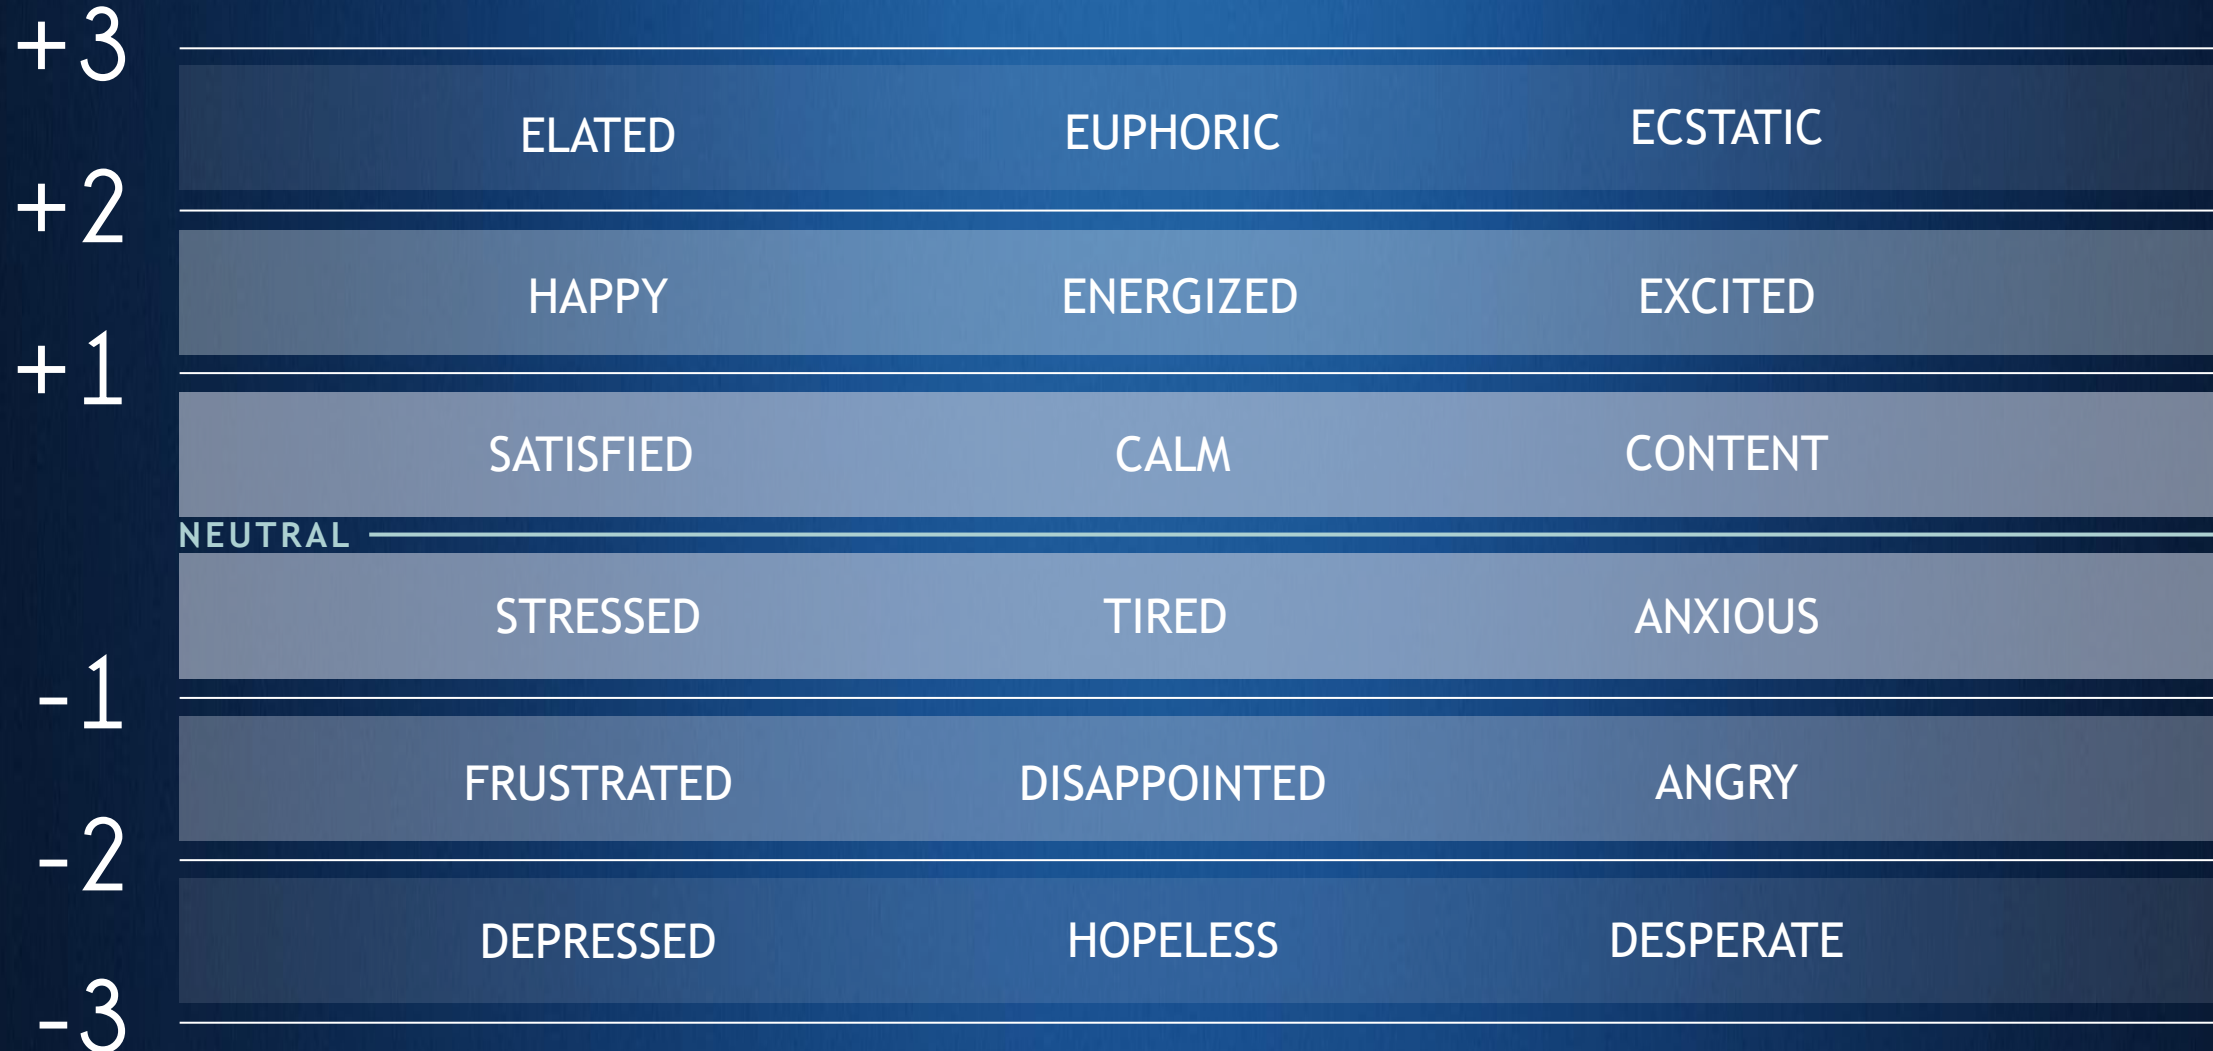 +3
ELATED EUPHORIC ECSTATIC
+2
HAPPY ENERGIZED EXCITED
+1
SATISFIED CALM CONTENT
NEUTRAL
STRESSED TIRED ANXIOUS
-1
FRUSTRATED DISAPPOINTED ANGRY
-2
DEPRESSED HOPELESS DESPERATE
-3